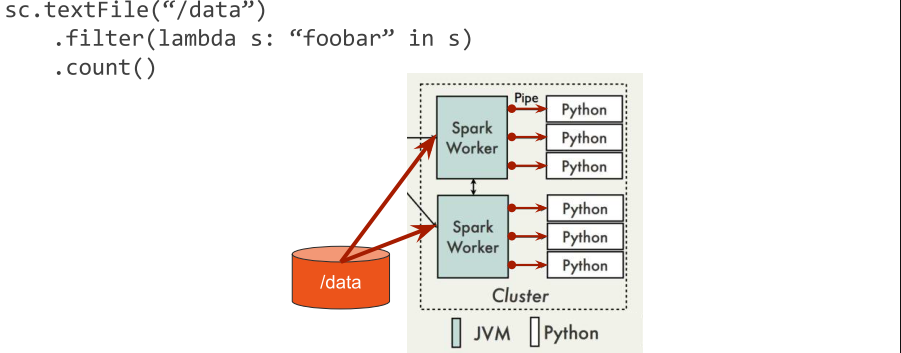 sc.textFile(“/data”)
.filter(lambda s: “foobar” in s)
.count()
Pipe
Spark
Worker
Python
Python
Python
Spark
Worker
Python
Python
Python
/data
Cluster
JVM
Python